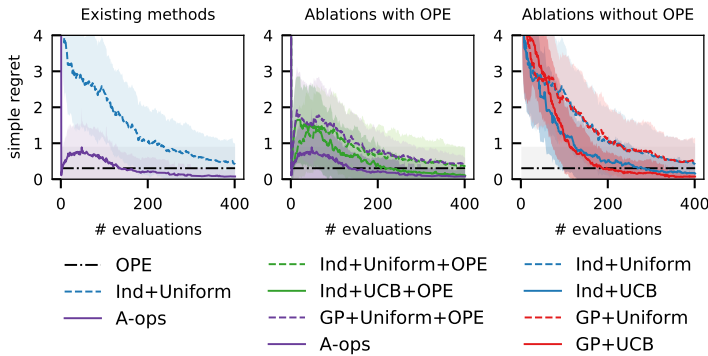 Existing methods
Ablations with OPE
Ablations without OPE
simple regret
4
3
2
1
0
4
3
2
1
0
4
3
2
1
0
0 200 400
0 200 400
0 200 400
# evaluations
# evaluations
# evaluations
OPE
Ind+Uniform
A-ops
Ind+Uniform+OPE
Ind+UCB+OPE
GP+Uniform+OPE
A-ops
Ind+Uniform
Ind+UCB
GP+Uniform
GP+UCB